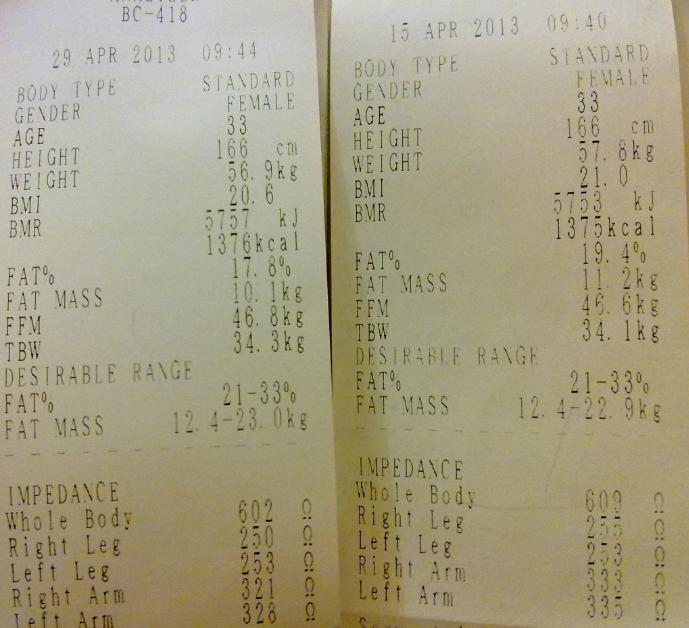 BC-418
29 APR 2013 09:44
BODY TYPE STANDARD
GENDER FEMALE
AGE 33
HEIGHT 166 cm
WEIGHT 56.9kg
BMI 20.6
BMR 5757 kJ
1376kcal
FAT% 17.8%
FAT MASS 10.1kg
FFM 46.8kg
TBW 34.3kg
DESIRABLE RANGE
FAT% 21-33%
FAT MASS 12.4-23.0kg
IMPEDANCE
Whole Body 602 Ω
Right Leg 250 Ω
Left Leg 253 Ω
Right Arm 321 Ω
Left Arm 328 Ω
15 APR 2013 09:40
BODY TYPE STANDARD
GENDER FEMALE
AGE 33
HEIGHT 166 cm
WEIGHT 57.8kg
BMI 21.0
BMR 5753 kJ
1375kcal
FAT% 19.4%
FAT MASS 11.2kg
FFM 46.6kg
TBW 34.1kg
DESIRABLE RANGE
FAT% 21-33%
FAT MASS 12.4-22.9kg
IMPEDANCE
Whole Body 609 Ω
Right Leg 255 Ω
Left Leg 253 Ω
Right Arm 333 Ω
Left Arm 335 Ω